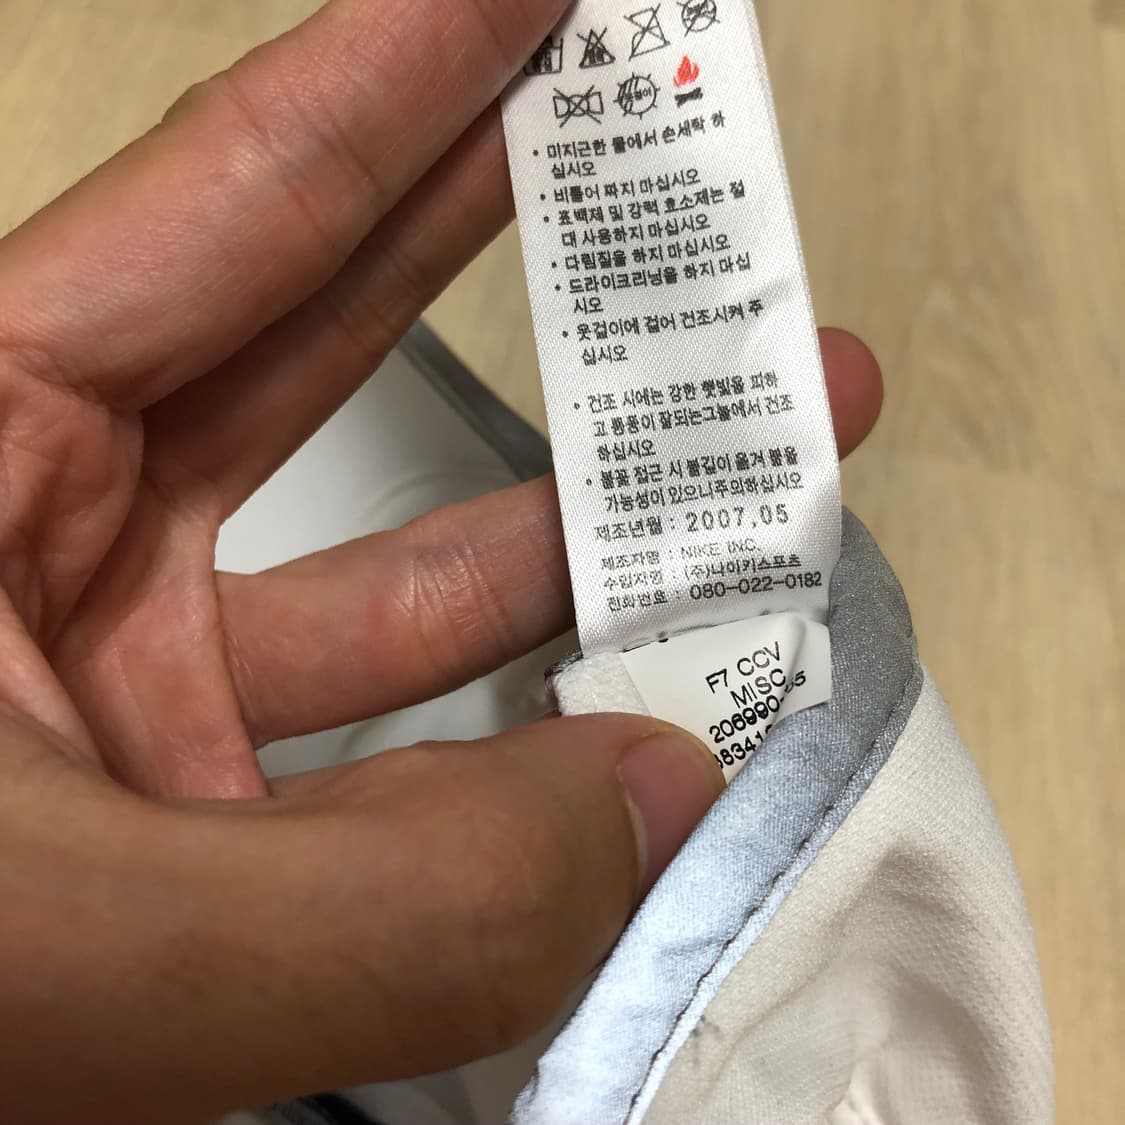 • 미지근한 물에서 손세탁 하
십시오
• 비틀어 짜지 마십시오
• 표백제 및 강력 효소제는 절
대 사용하지 마십시오
• 다림질을 하지 마십시오
• 드라이크리닝을 하지 마십
시오
• 옷걸이에 걸어 건조시켜 주
십시오
• 건조 시에는 강한 햇빛을 피하
고 통풍이 잘되는그늘에서 건조
하십시오
• 불꽃 접근 시 불길이 옮겨 붙을
가능성이 있으니주의하십시오
제조년월 : 2007.05
제조자명 : NIKE INC.
수입자명 : (주)나이키스포츠
전화번호 : 080-022-0182
F7 CCV
MISC
206990-